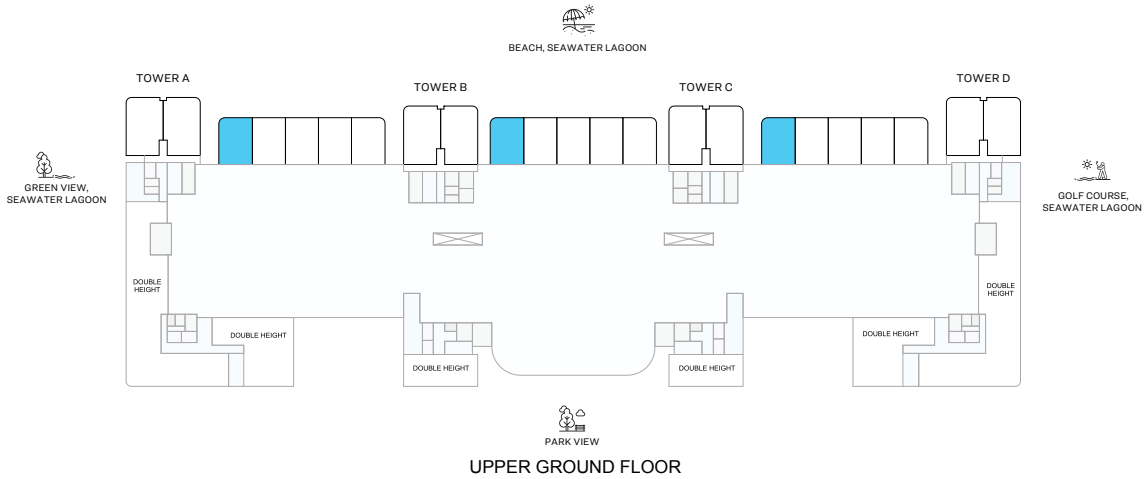 BEACH, SEAWATER LAGOON
TOWER A
TOWER B
TOWER C
TOWER D
GREEN VIEW,
SEAWATER LAGOON
GOLF COURSE,
SEAWATER LAGOON
DOUBLE
HEIGHT
DOUBLE
HEIGHT
DOUBLE HEIGHT
DOUBLE HEIGHT
DOUBLE HEIGHT
DOUBLE HEIGHT
PARK VIEW
UPPER GROUND FLOOR